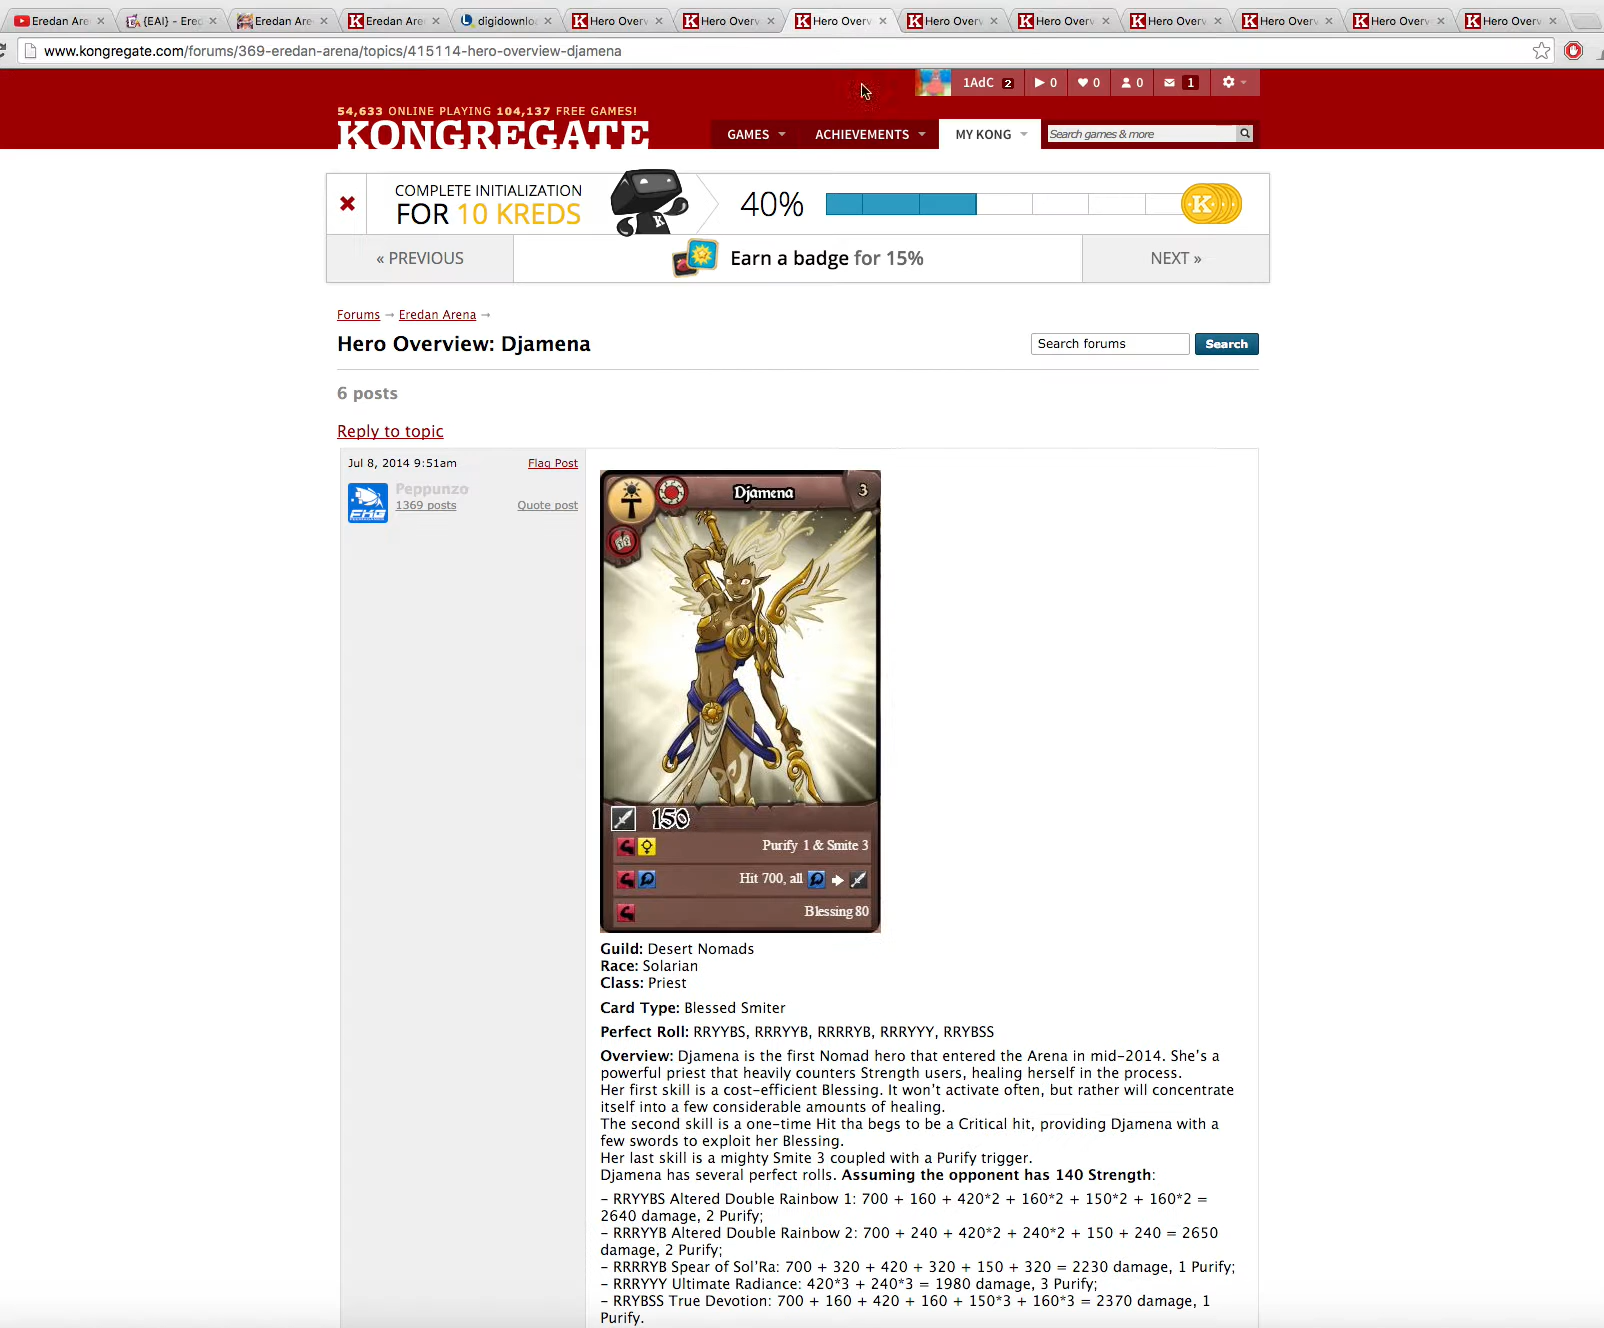 Eredan Are
{EA!} - Ered
Eredan Are
Eredan Are
digidownlo
Hero Overv
Hero Overv
Hero Overv
Hero Overv
Hero Overv
Hero Overv
Hero Overv
Hero Overv
Hero Overv
www.kongregate.com/forums/369-eredan-arena/topics/415114-hero-overview-djamena
1AdC 2 0 0 0 1
54,633 ONLINE PLAYING 104,137 FREE GAMES!
KONGREGATE
GAMES ACHIEVEMENTS MY KONG Search games & more
COMPLETE INITIALIZATION
FOR 10 KREDS
K
40%
K
« PREVIOUS
Earn a badge for 15%
NEXT »
Forums → Eredan Arena →
Hero Overview: Djamena
Search forums Search
6 posts
Reply to topic
Jul 8, 2014 9:51am Flag Post
Peppunzo
1369 posts Quote post
FHG
Djamena 3
150
Purify 1 & Smite 3
Hit 700, all
Blessing 80
Guild: Desert Nomads
Race: Solarian
Class: Priest
Card Type: Blessed Smiter
Perfect Roll: RRYYBS, RRRYYB, RRRRYB, RRRYYY, RRYBSS
Overview: Djamena is the first Nomad hero that entered the Arena in mid-2014. She's a
powerful priest that heavily counters Strength users, healing herself in the process.
Her first skill is a cost-efficient Blessing. It won't activate often, but rather will concentrate
itself into a few considerable amounts of healing.
The second skill is a one-time Hit tha begs to be a Critical hit, providing Djamena with a
few swords to exploit her Blessing.
Her last skill is a mighty Smite 3 coupled with a Purify trigger.
Djamena has several perfect rolls. Assuming the opponent has 140 Strength:
- RRYYBS Altered Double Rainbow 1: 700 + 160 + 420*2 + 160*2 + 150*2 + 160*2 =
2640 damage, 2 Purify;
- RRRYYB Altered Double Rainbow 2: 700 + 240 + 420*2 + 240*2 + 150 + 240 = 2650
damage, 2 Purify;
- RRRRYB Spear of Sol'Ra: 700 + 320 + 420 + 320 + 150 + 320 = 2230 damage, 1 Purify;
- RRRYYY Ultimate Radiance: 420*3 + 240*3 = 1980 damage, 3 Purify;
- RRYBSS True Devotion: 700 + 160 + 420 + 160 + 150*3 + 160*3 = 2370 damage, 1
Purify.